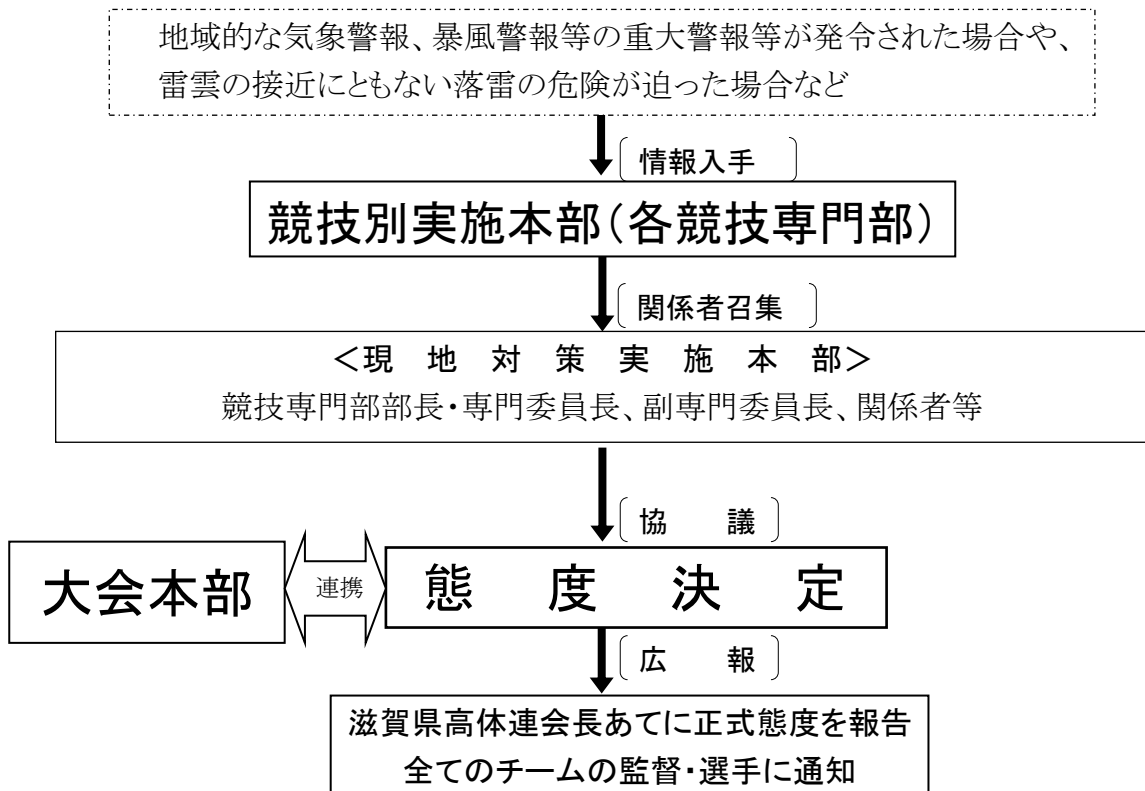 地域的な気象警報、暴風警報等の重大警報等が発令された場合や、
雷雲の接近にともない落雷の危険が迫った場合など
情報入手
競技別実施本部（各競技専門部）
関係者召集
＜現 地 対 策 実 施 本 部＞
競技専門部部長・専門委員長、副専門委員長、関係者等
協 議
大会本部
連携
態 度 決 定
広 報
滋賀県高体連会長あてに正式態度を報告
全てのチームの監督・選手に通知